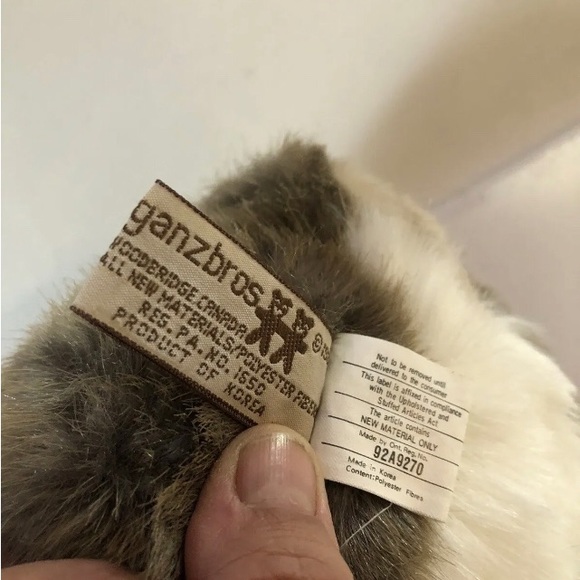 ganzbros.
WOODBRIDGE CANADA
ALL NEW MATERIALS/POLYESTER
REG. PA. Nº 1550
PRODUCT OF KOREA
©
Not to be removed until
delivered to the consumer
This label is affixed in compliance
with the Upholstered and
Stuffed Articles Act
The article contains
NEW MATERIAL ONLY
Made by Ont. Reg. No.
92A9270
Made in Korea
Content:Polyester Fibres